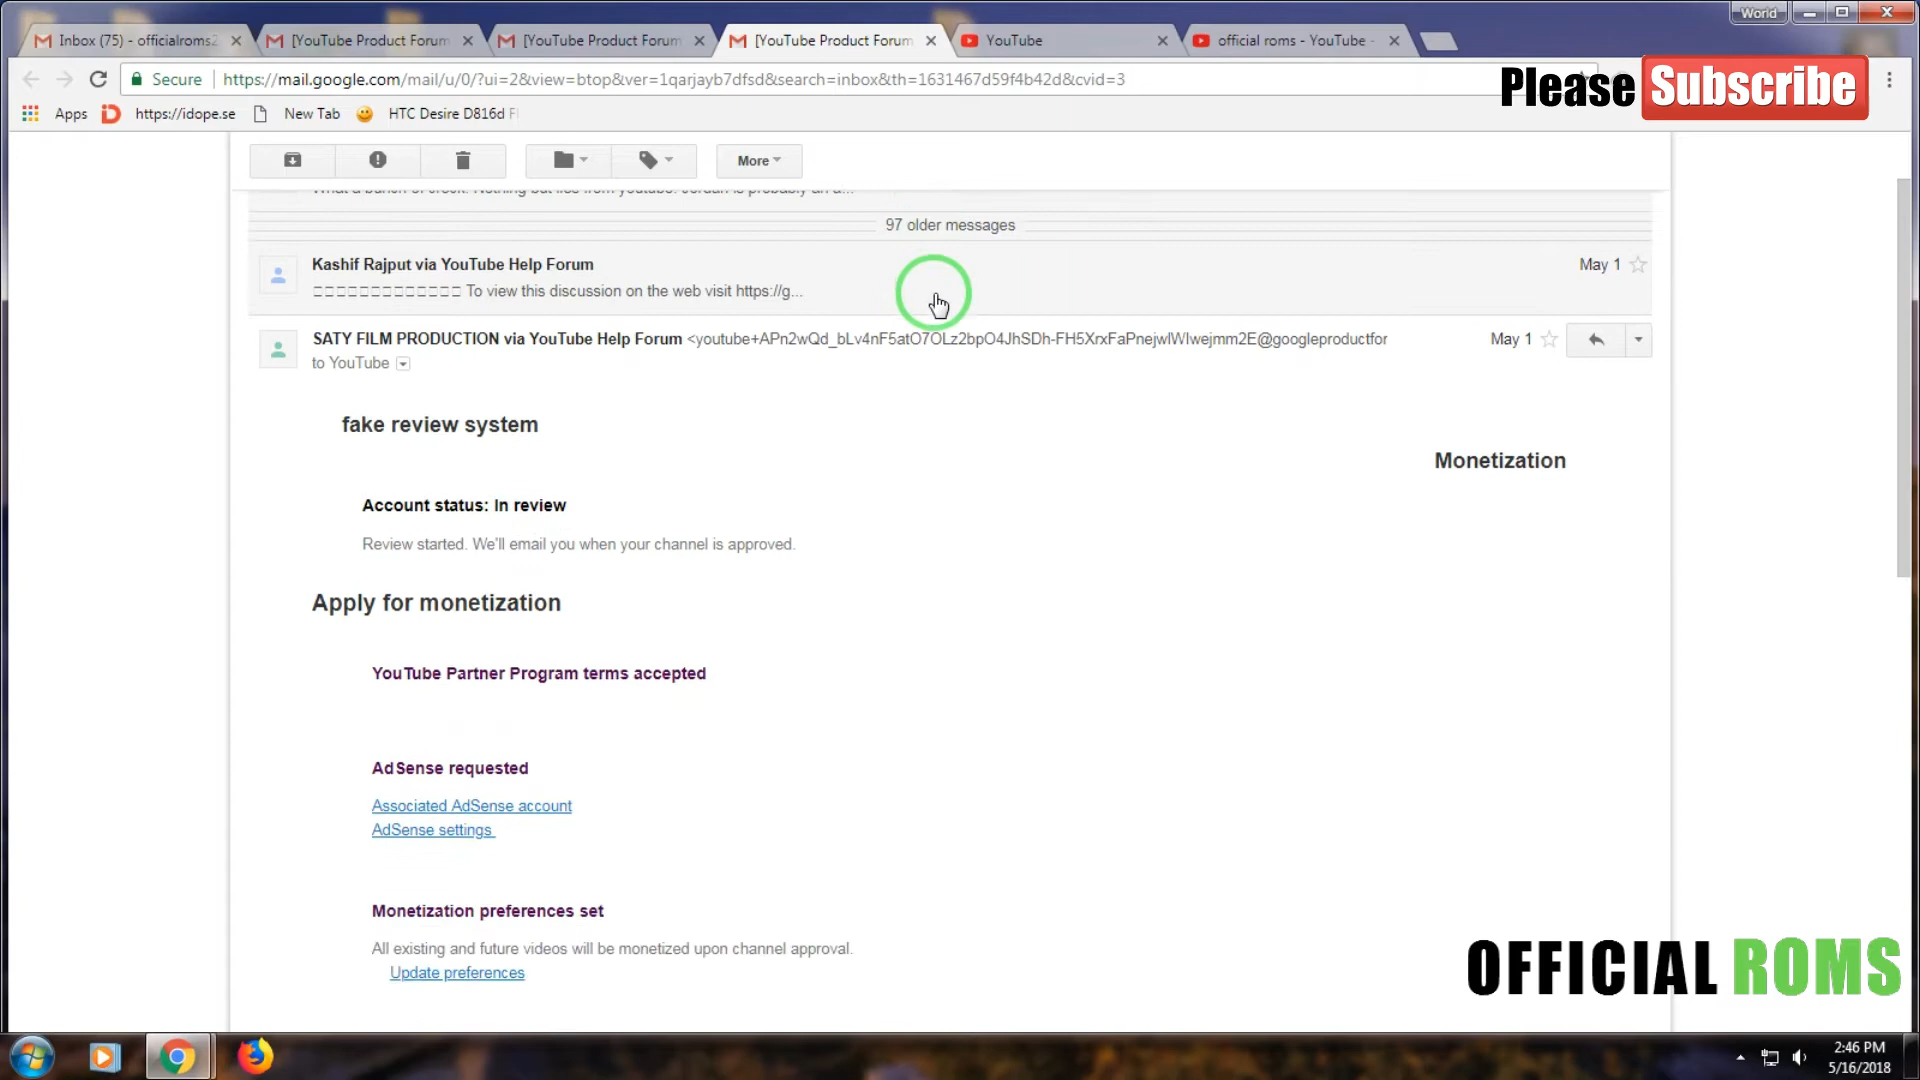 World
Inbox (75) - officialroms2
[YouTube Product Forum
[YouTube Product Forum
[YouTube Product Forum
YouTube
official roms - YouTube -
Secure
https://mail.google.com/mail/u/0/?ui=2&view=btop&ver=1qarjayb7dfsd&search=inbox&th=1631467d59f4b42d&cvid=3
Please Subscribe
Apps
https://idope.se
New Tab
HTC Desire D816d F
More
97 older messages
Kashif Rajput via YouTube Help Forum
May 1
To view this discussion on the web visit https://g...
SATY FILM PRODUCTION via YouTube Help Forum <youtube+APn2wQd_bLv4nF5atO7OLz2bpO4JhSDh-FH5XrxFaPnejwlWIwejmm2E@googleproductfor
May 1
to YouTube
fake review system
Monetization
Account status: In review
Review started. We'll email you when your channel is approved.
Apply for monetization
YouTube Partner Program terms accepted
AdSense requested
Associated AdSense account
AdSense settings
Monetization preferences set
All existing and future videos will be monetized upon channel approval.
Update preferences
OFFICIAL ROMS
2:46 PM
5/16/2018